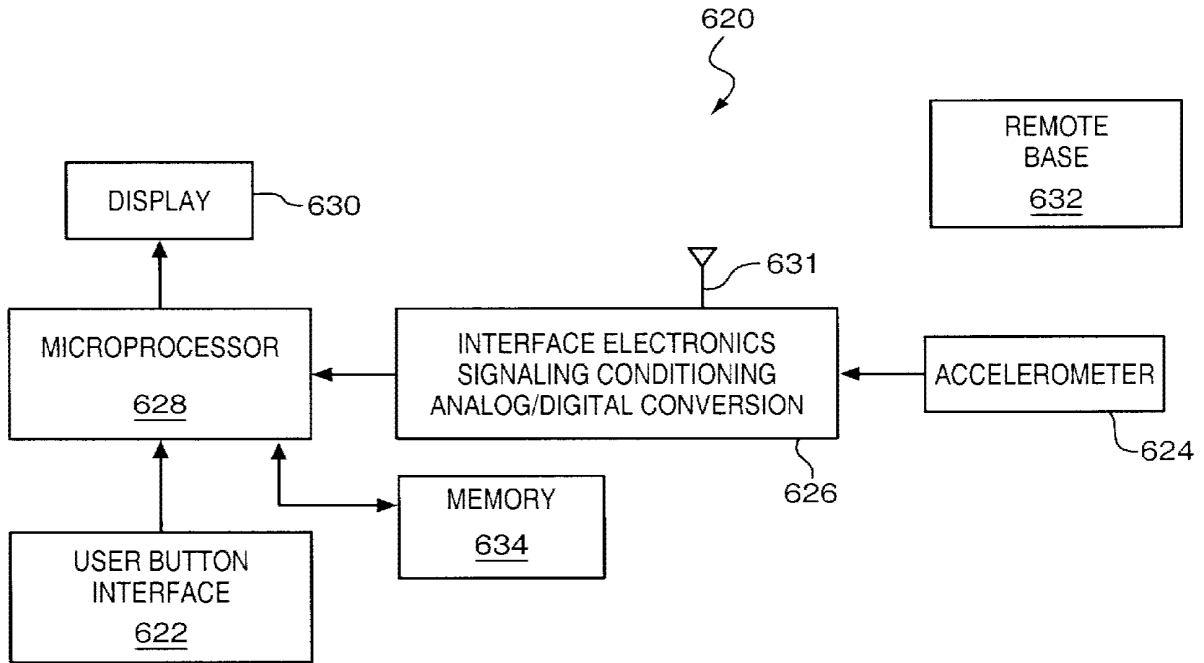 620
REMOTE
BASE
632
DISPLAY
630
631
MICROPROCESSOR
628
INTERFACE ELECTRONICS
SIGNALING CONDITIONING
ANALOG/DIGITAL CONVERSION
626
ACCELEROMETER
624
MEMORY
634
USER BUTTON
INTERFACE
622